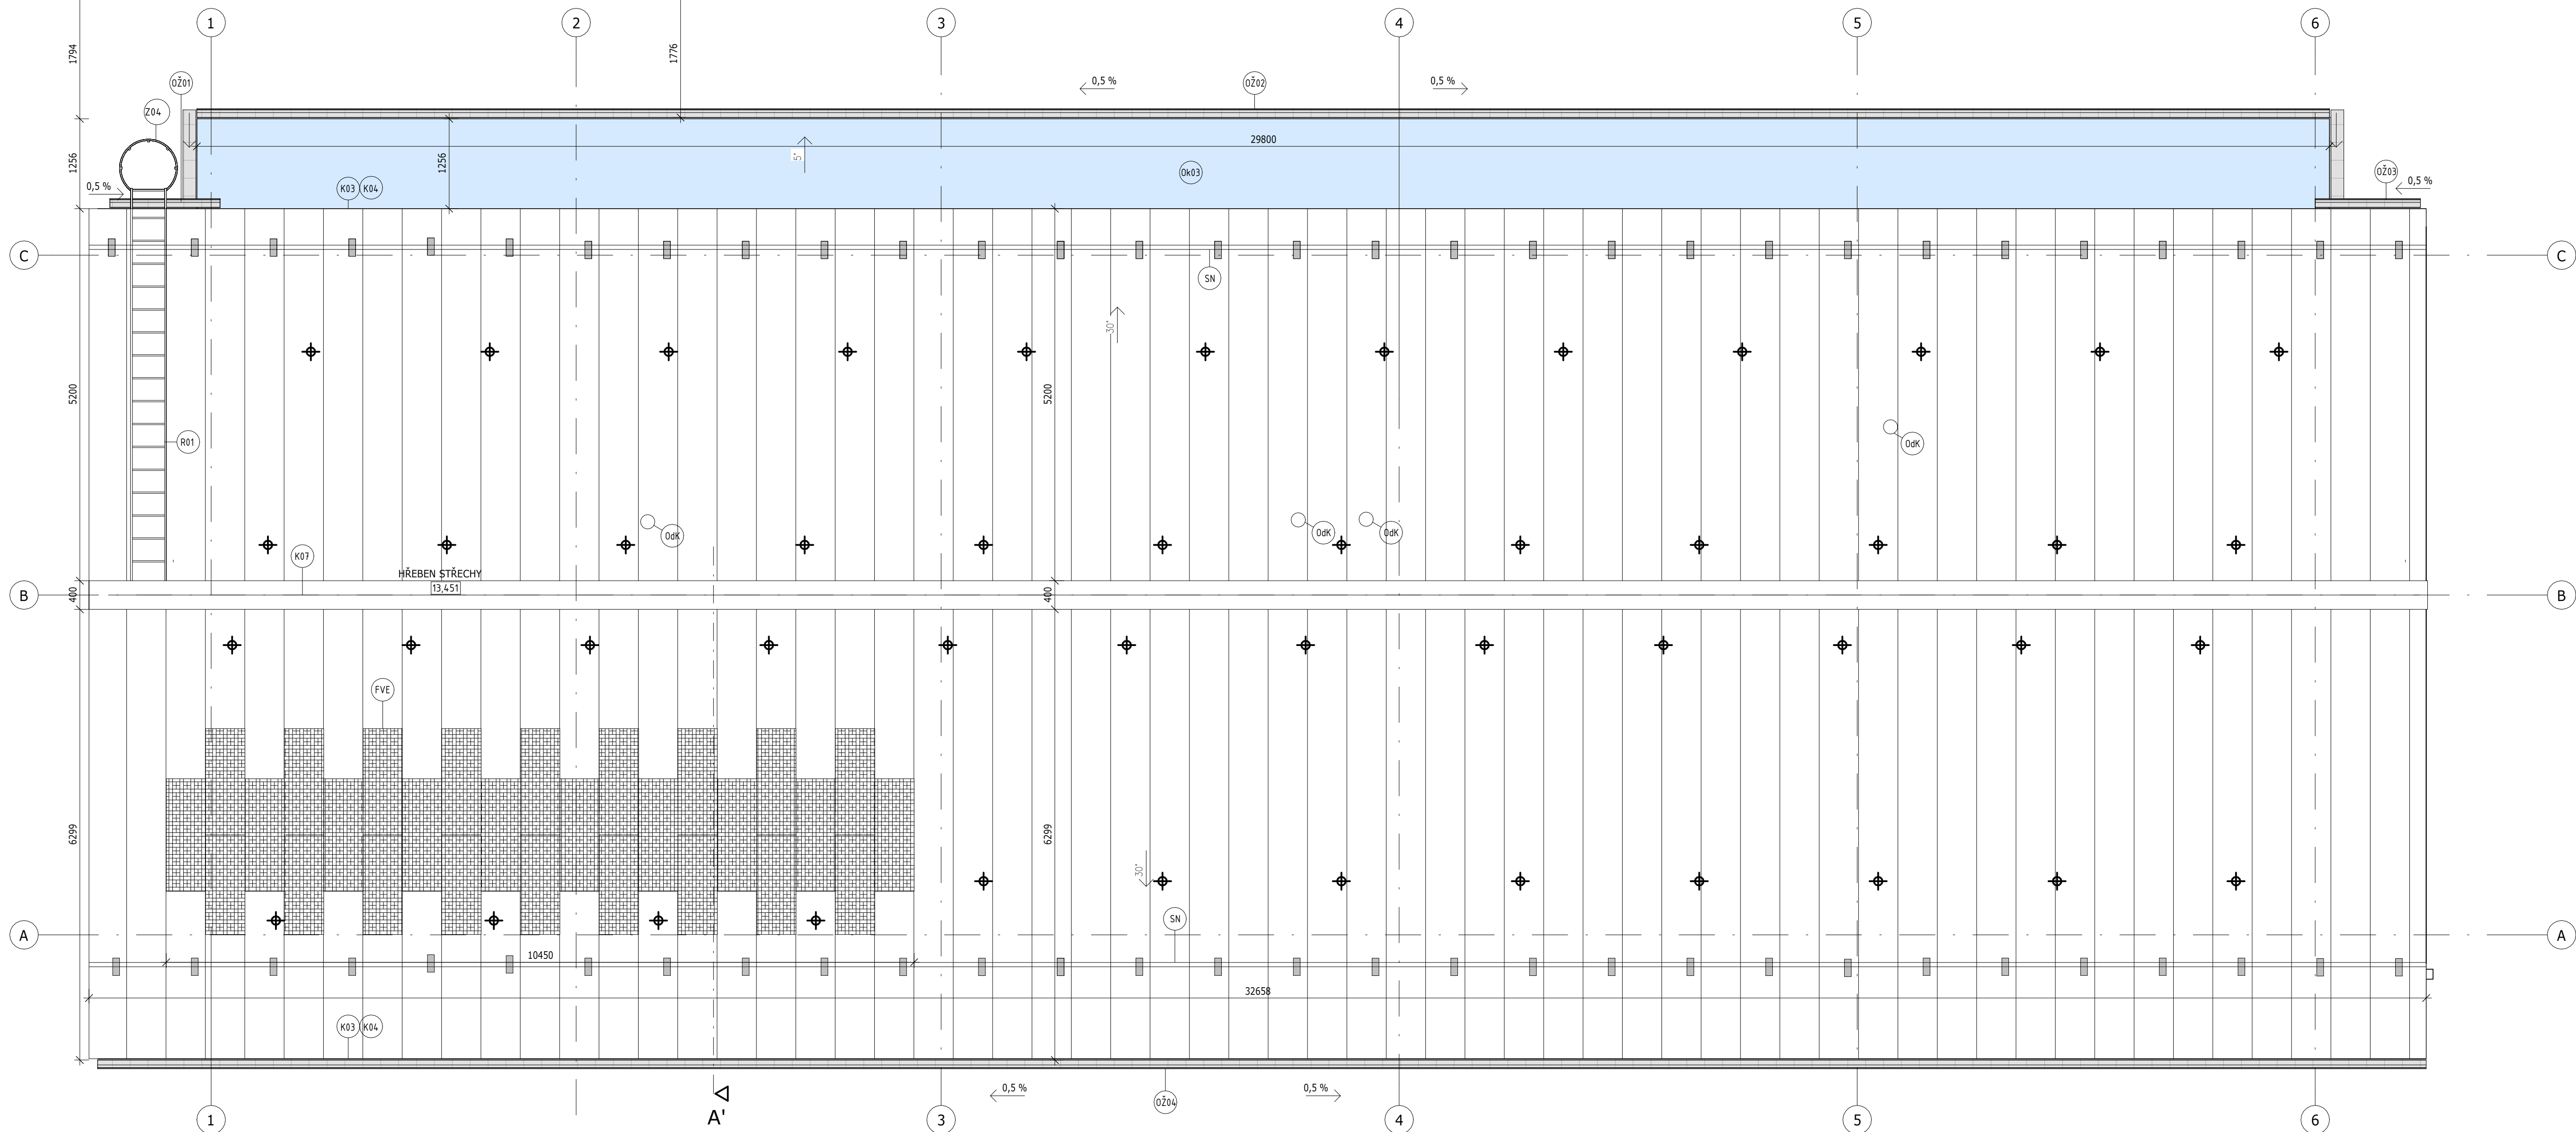 1
2
3
4
5
6
1794
1776
OŽ01
0,5 %
OŽ02
0,5 %
Z04
1256
1256
29800
5°
0,5 %
K03
K04
Ok03
OŽ03
0,5 %
C
C
SN
30°
5200
5200
R01
OdK
OdK
OdK
OdK
K07
HŘEBEN STŘECHY
13,451
B
400
400
B
FVE
6299
6299
30°
SN
A
A
10450
32658
K03
K04
0,5 %
0,5 %
OŽ04
A'
1
3
4
5
6